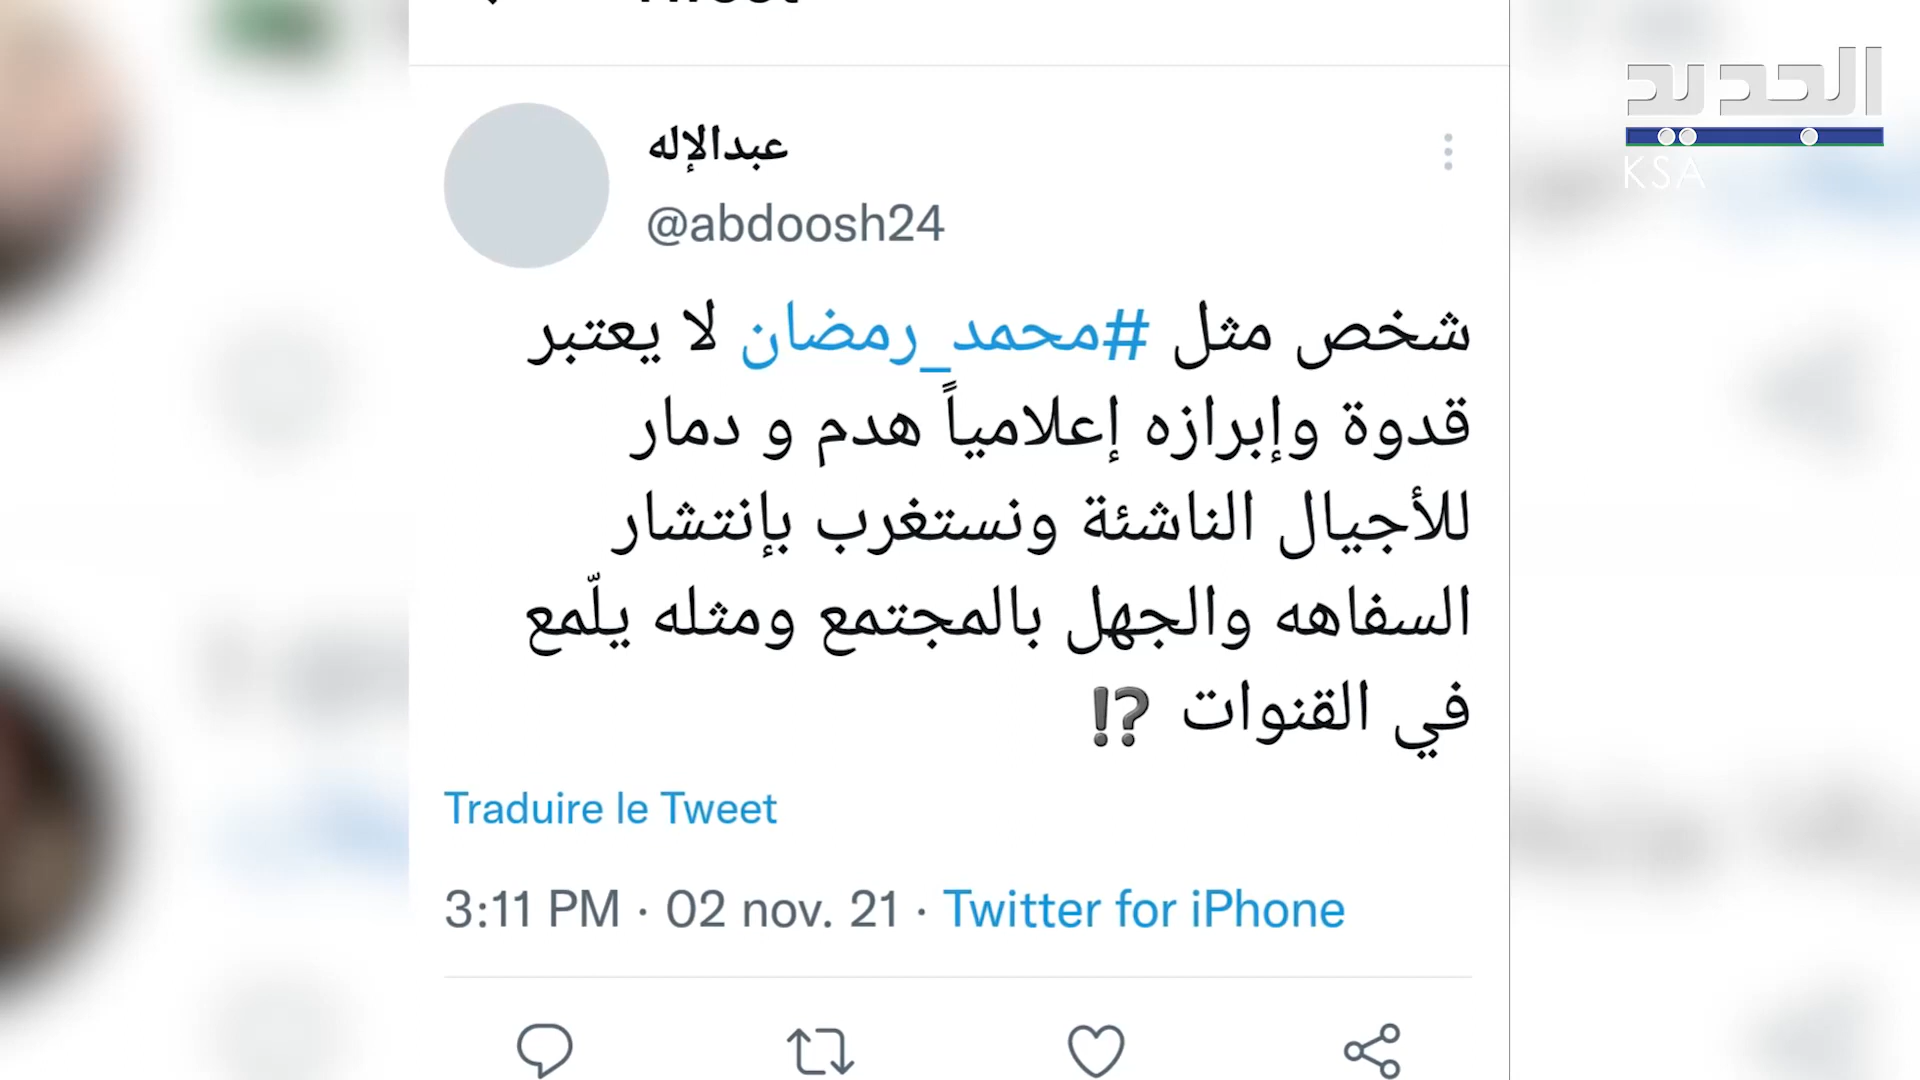 الجديد
KSA
عبدالإله
@abdoosh24
شخص مثل #محمد_رمضان لا يعتبر
قدوة وإبرازه إعلامياً هدم و دمار
للأجيال الناشئة ونستغرب بإنتشار
السفاهه والجهل بالمجتمع ومثله يلّمع
في القنوات ⁉
Traduire le Tweet
3:11 PM · 02 nov. 21 · Twitter for iPhone